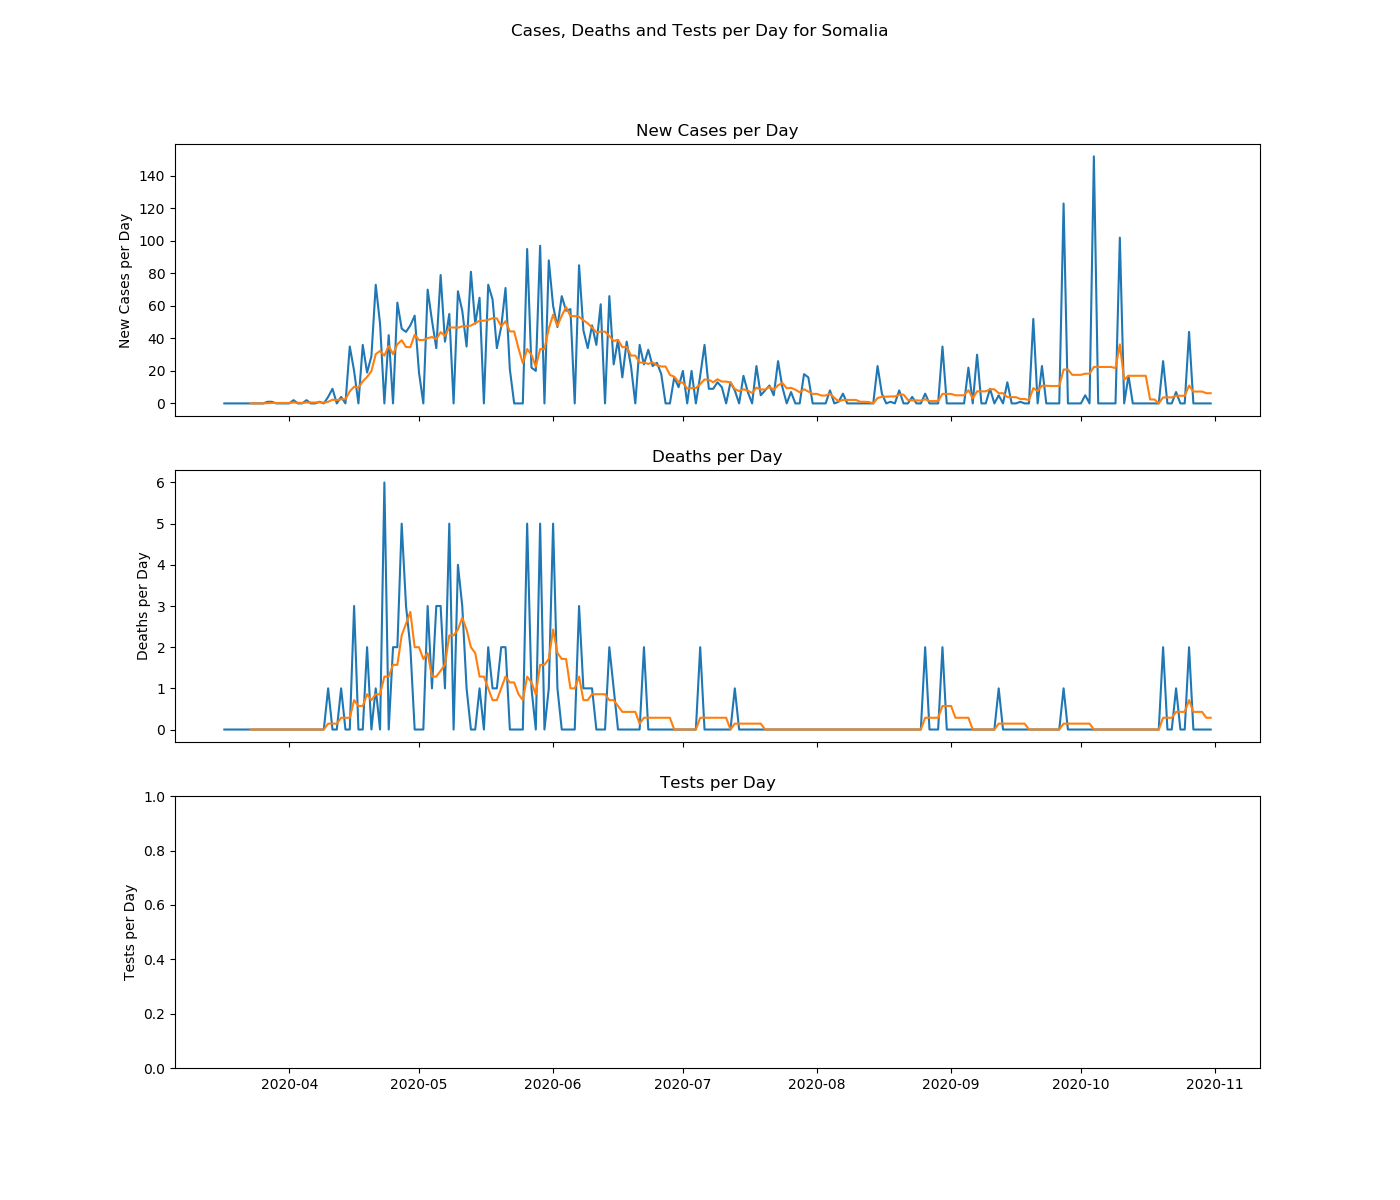 Cases, Deaths and Tests per Day for Somalia
New Cases per Day
New Cases per Day
140
120
100
80
60
40
20
0
Deaths per Day
Deaths per Day
6
5
4
3
2
1
0
Tests per Day
Tests per Day
1.0
0.8
0.6
0.4
0.2
0.0
2020-04 2020-05 2020-06 2020-07 2020-08 2020-09 2020-10 2020-11